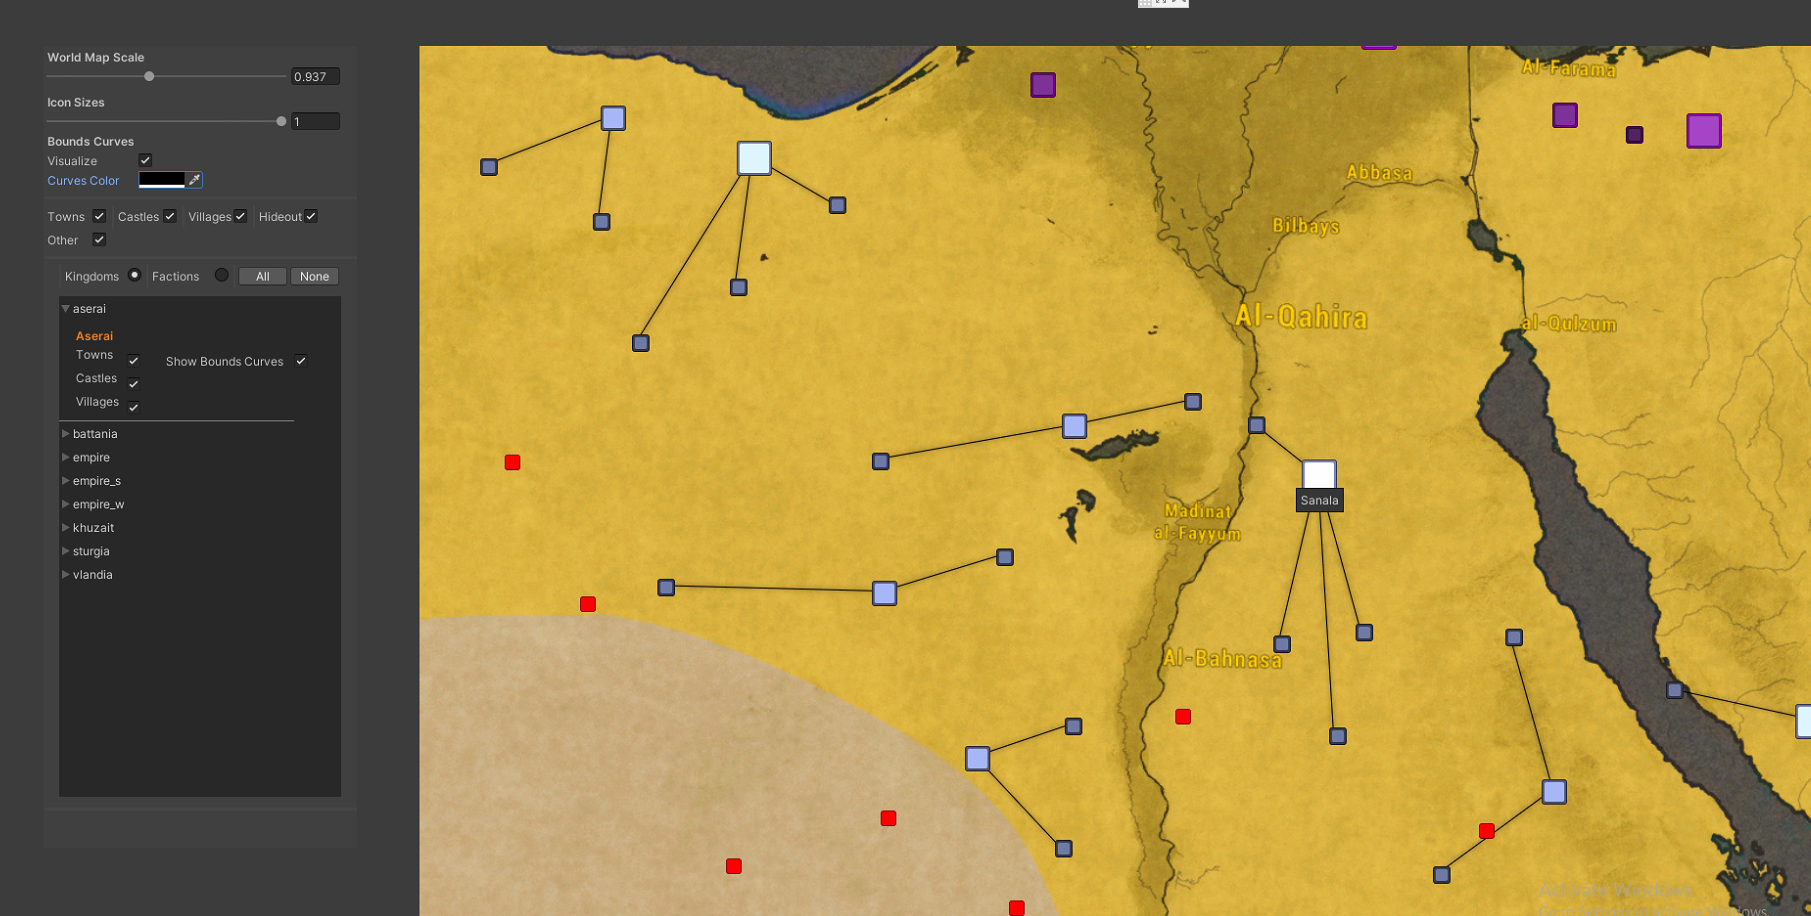 World Map Scale
0.937
Icon Sizes
1
Bounds Curves
Visualize
Curves Color
Towns Castles Villages Hideout
Other
Kingdoms Factions All None
aserai
Aserai
Towns
Show Bounds Curves
Castles
Villages
battania
empire
empire_s
empire_w
khuzait
sturgia
vlandia
Al-Farama
Abbasa
Bilbays
Al-Qahira
al-Qulzum
Sanala
Madinat
al-Fayyum
Al-Bahnasa
Activate Windows